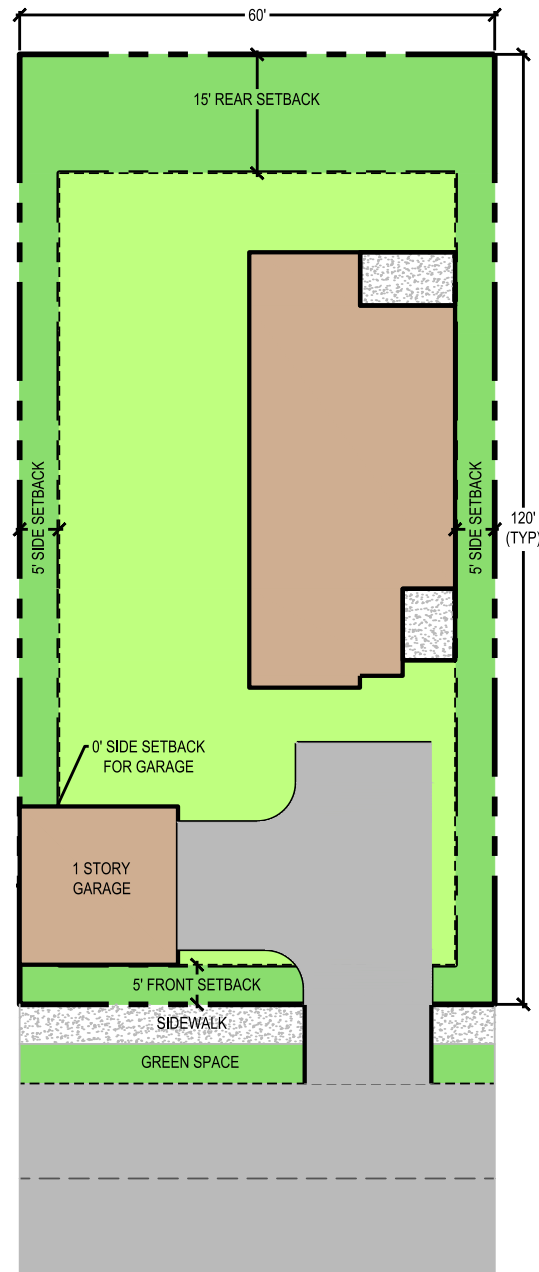 60'
15' REAR SETBACK
5' SIDE SETBACK
5' SIDE SETBACK
120'
(TYP)
0' SIDE SETBACK
FOR GARAGE
1 STORY
GARAGE
5' FRONT SETBACK
SIDEWALK
GREEN SPACE